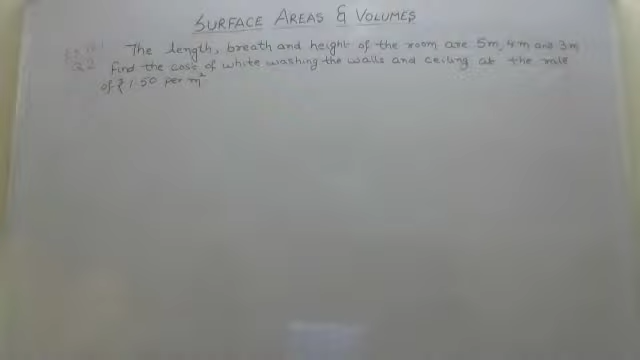 SURFACE AREAS & VOLUMES
The length, breath and height of the room are 5m, 4m and 3m
Q2 Find the cost of white washing the walls and ceiling at the rate
of ₹1.50 per m²